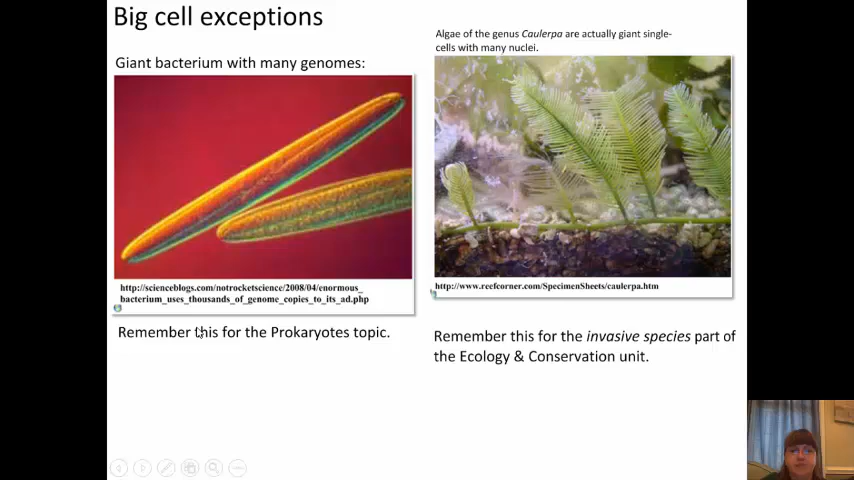 Big cell exceptions
Giant bacterium with many genomes:
http://scienceblogs.com/notrocketscience/2008/04/enormous_
bacterium_uses_thousands_of_genome_copies_to_its_ad.php
Remember this for the Prokaryotes topic.
Algae of the genus Caulerpa are actually giant single-
cells with many nuclei.
http://www.reefcorner.com/SpecimenSheets/caulerpa.htm
Remember this for the invasive species part of
the Ecology & Conservation unit.